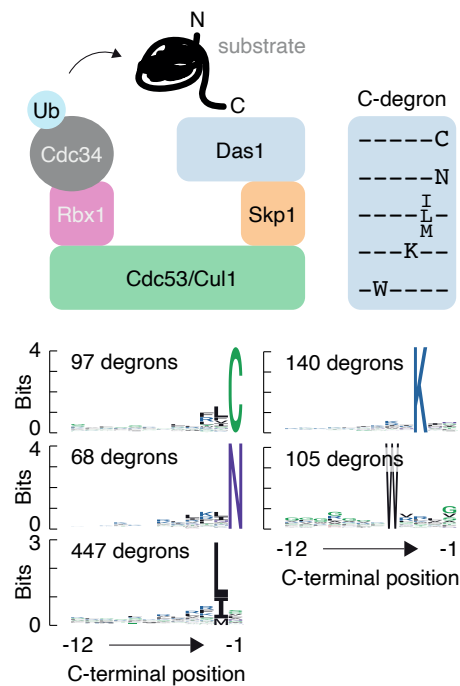 N
substrate
C
Ub
Cdc34
Das1
Rbx1
Skp1
Cdc53/Cul1
C-degron
-----C
-----N
I
----L-
M
---K--
-W----
4
Bits
0
97 degrons
C
140 degrons
K
4
Bits
0
68 degrons
N
105 degrons
W
-12
-1
C-terminal position
3
Bits
0
447 degrons
L
I
M
-12
-1
C-terminal position